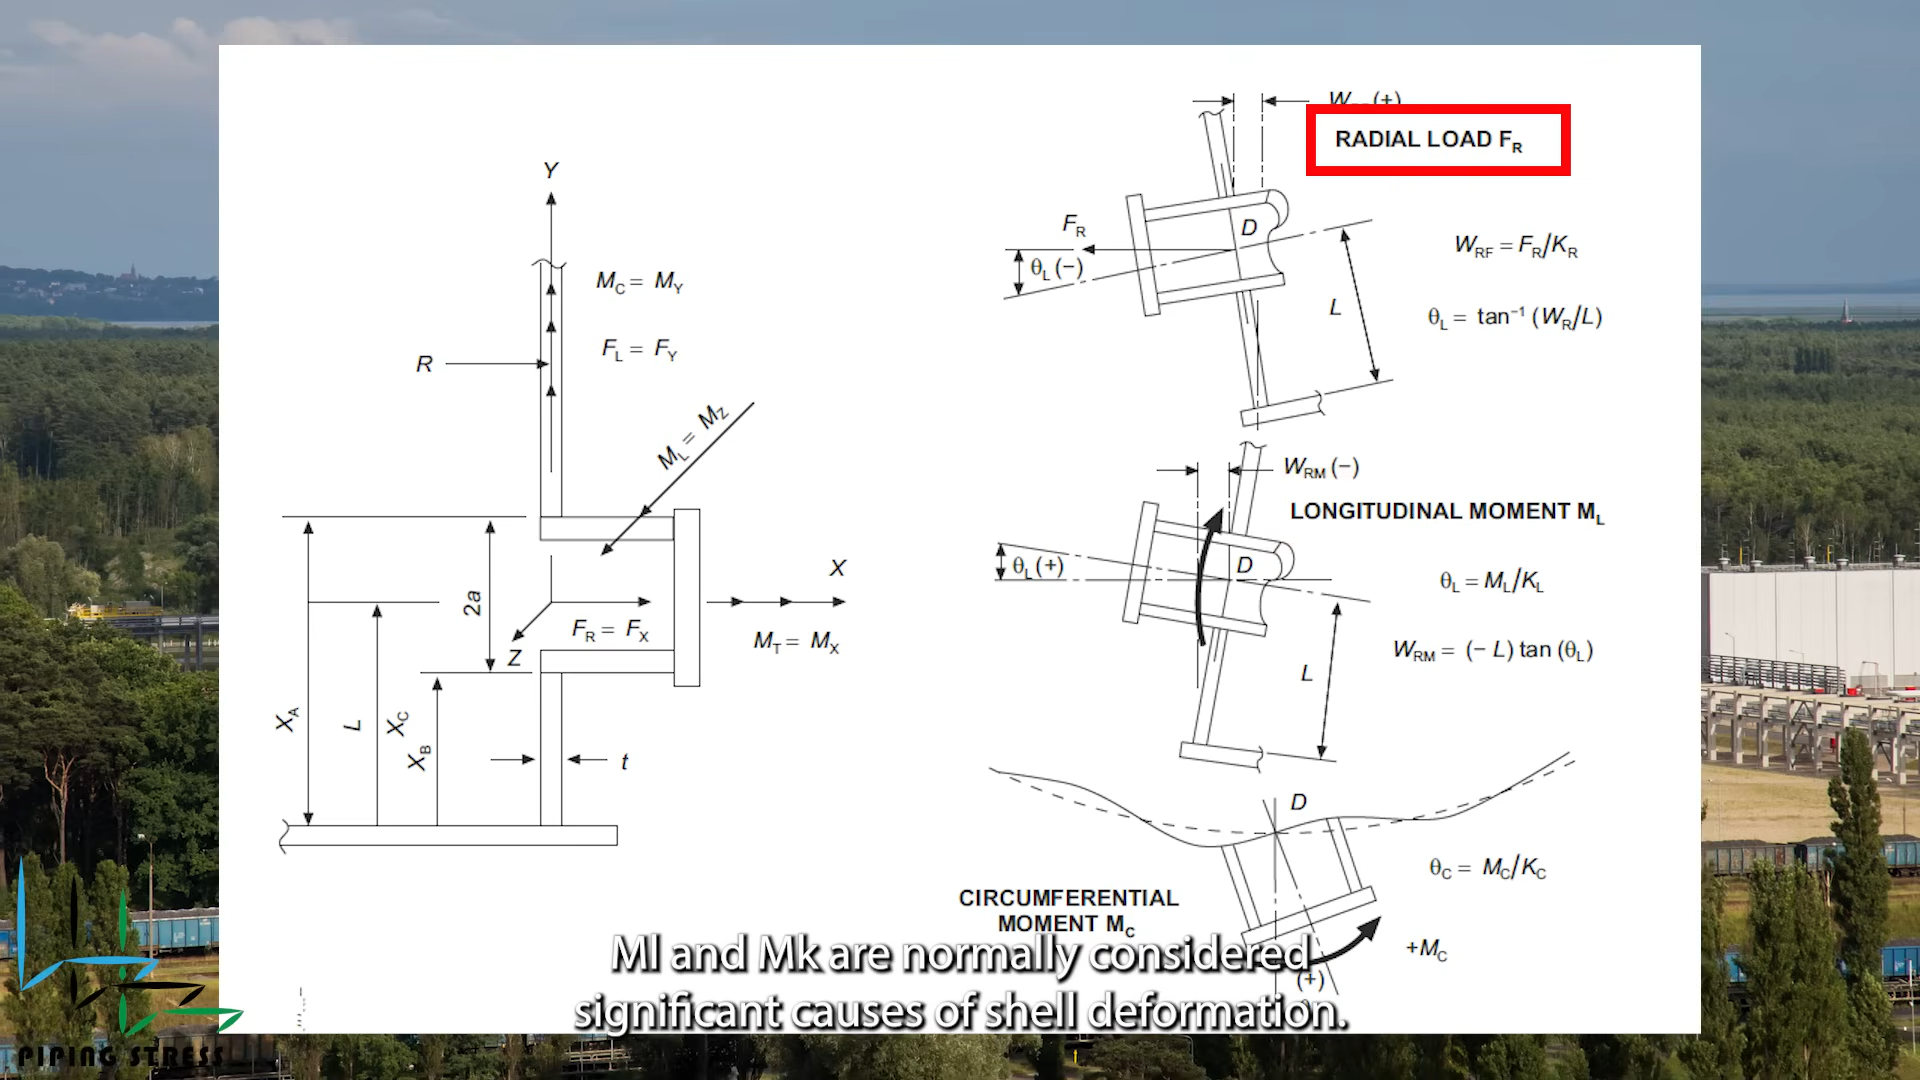 Y
M_C = M_Y
F_L = F_Y
R
M_L = M_Z
X
2a
F_R = F_X
Z
M_T = M_X
X_A
L
X_C
X_B
t
RADIAL LOAD F_R
F_R
D
θ_L (−)
L
W_RF = F_R/K_R
θ_L = tan⁻¹ (W_R/L)
W_RM (−)
LONGITUDINAL MOMENT M_L
θ_L (+)
D
θ_L = M_L/K_L
W_RM = (− L) tan (θ_L)
L
D
θ_C = M_C/K_C
CIRCUMFERENTIAL
MOMENT M_C
+M_C
(+)
Ml and Mk are normally considered
significant causes of shell deformation.
PIPING STRESS